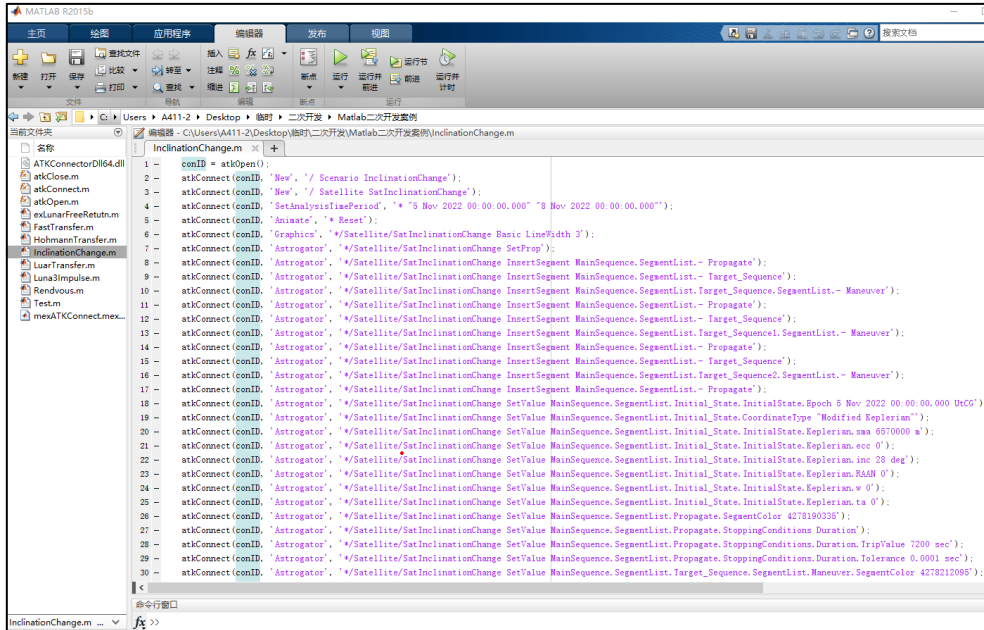 MATLAB R2015b
主页 绘图 应用程序 编辑器 发布 视图 搜索文档
新建 打开 保存 查找文件 比较 打印 转至 查找 插入 fx 注释 缩进 断点 运行 运行并前进 运行节 前进 运行并计时
文件 导航 编辑 断点 运行
C: Users A411-2 Desktop 临时 二次开发 Matlab二次开发案例
当前文件夹
编辑器 - C:\Users\A411-2\Desktop\临时\二次开发\Matlab二次开发案例\InclinationChange.m
名称
InclinationChange.m × +
ATKConnectorDll64.dll
atkClose.m
atkConnect.m
atkOpen.m
exLunarFreeRetutn.m
FastTransfer.m
HohmannTransfer.m
InclinationChange.m
LuarTransfer.m
Luna3Impulse.m
Rendvous.m
Test.m
mexATKConnect.mex...
1 – conID = atkOpen();
2 – atkConnect(conID, 'New', '/ Scenario InclinationChange');
3 – atkConnect(conID, 'New', '/ Satellite SatInclinationChange');
4 – atkConnect(conID, 'SetAnalysisTimePeriod', '* "5 Nov 2022 00:00:00.000" "8 Nov 2022 00:00:00.000"');
5 – atkConnect(conID, 'Animate', '* Reset');
6 – atkConnect(conID, 'Graphics', '*/Satellite/SatInclinationChange Basic LineWidth 3');
7 – atkConnect(conID, 'Astrogator', '*/Satellite/SatInclinationChange SetProp');
8 – atkConnect(conID, 'Astrogator', '*/Satellite/SatInclinationChange InsertSegment MainSequence.SegmentList.- Propagate');
9 – atkConnect(conID, 'Astrogator', '*/Satellite/SatInclinationChange InsertSegment MainSequence.SegmentList.- Target_Sequence');
10 – atkConnect(conID, 'Astrogator', '*/Satellite/SatInclinationChange InsertSegment MainSequence.SegmentList.Target_Sequence.SegmentList.- Maneuver');
11 – atkConnect(conID, 'Astrogator', '*/Satellite/SatInclinationChange InsertSegment MainSequence.SegmentList.- Propagate');
12 – atkConnect(conID, 'Astrogator', '*/Satellite/SatInclinationChange InsertSegment MainSequence.SegmentList.- Target_Sequence');
13 – atkConnect(conID, 'Astrogator', '*/Satellite/SatInclinationChange InsertSegment MainSequence.SegmentList.Target_Sequence1.SegmentList.- Maneuver');
14 – atkConnect(conID, 'Astrogator', '*/Satellite/SatInclinationChange InsertSegment MainSequence.SegmentList.- Propagate');
15 – atkConnect(conID, 'Astrogator', '*/Satellite/SatInclinationChange InsertSegment MainSequence.SegmentList.- Target_Sequence');
16 – atkConnect(conID, 'Astrogator', '*/Satellite/SatInclinationChange InsertSegment MainSequence.SegmentList.Target_Sequence2.SegmentList.- Maneuver');
17 – atkConnect(conID, 'Astrogator', '*/Satellite/SatInclinationChange InsertSegment MainSequence.SegmentList.- Propagate');
18 – atkConnect(conID, 'Astrogator', '*/Satellite/SatInclinationChange SetValue MainSequence.SegmentList.Initial_State.InitialState.Epoch 5 Nov 2022 00:00:00.000 UtCG')
19 – atkConnect(conID, 'Astrogator', '*/Satellite/SatInclinationChange SetValue MainSequence.SegmentList.Initial_State.CoordinateType "Modified Keplerian"');
20 – atkConnect(conID, 'Astrogator', '*/Satellite/SatInclinationChange SetValue MainSequence.SegmentList.Initial_State.InitialState.Keplerian.sma 6570000 m');
21 – atkConnect(conID, 'Astrogator', '*/Satellite/SatInclinationChange SetValue MainSequence.SegmentList.Initial_State.InitialState.Keplerian.ecc 0');
22 – atkConnect(conID, 'Astrogator', '*/Satellite/SatInclinationChange SetValue MainSequence.SegmentList.Initial_State.InitialState.Keplerian.inc 28 deg');
23 – atkConnect(conID, 'Astrogator', '*/Satellite/SatInclinationChange SetValue MainSequence.SegmentList.Initial_State.InitialState.Keplerian.RAAN 0');
24 – atkConnect(conID, 'Astrogator', '*/Satellite/SatInclinationChange SetValue MainSequence.SegmentList.Initial_State.InitialState.Keplerian.w 0');
25 – atkConnect(conID, 'Astrogator', '*/Satellite/SatInclinationChange SetValue MainSequence.SegmentList.Initial_State.InitialState.Keplerian.ta 0');
26 – atkConnect(conID, 'Astrogator', '*/Satellite/SatInclinationChange SetValue MainSequence.SegmentList.Propagate.SegmentColor 4278190335');
27 – atkConnect(conID, 'Astrogator', '*/Satellite/SatInclinationChange SetValue MainSequence.SegmentList.Propagate.StoppingConditions Duration');
28 – atkConnect(conID, 'Astrogator', '*/Satellite/SatInclinationChange SetValue MainSequence.SegmentList.Propagate.StoppingConditions.Duration.TripValue 7200 sec');
29 – atkConnect(conID, 'Astrogator', '*/Satellite/SatInclinationChange SetValue MainSequence.SegmentList.Propagate.StoppingConditions.Duration.Tolerance 0.0001 sec');
30 – atkConnect(conID, 'Astrogator', '*/Satellite/SatInclinationChange SetValue MainSequence.SegmentList.Target_Sequence.SegmentList.Maneuver.SegmentColor 4278212095');
命令行窗口
InclinationChange.m ... fx >>